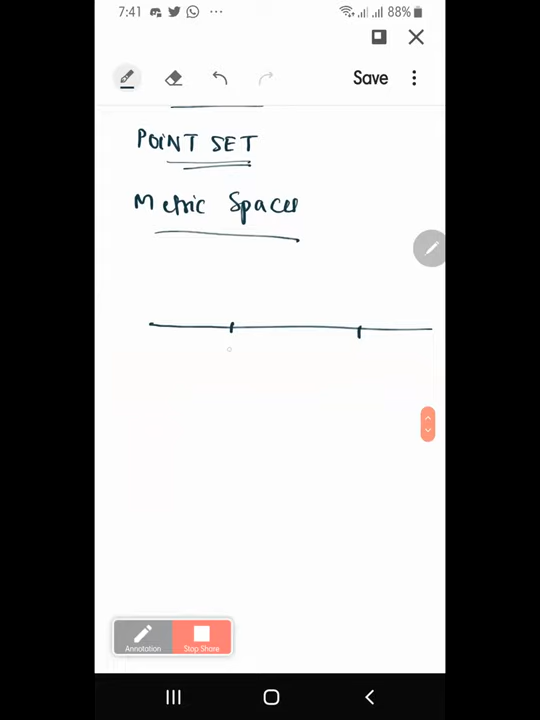 7:41 88%
Save
POINT SET
Metric Spaces
Annotation Stop Share